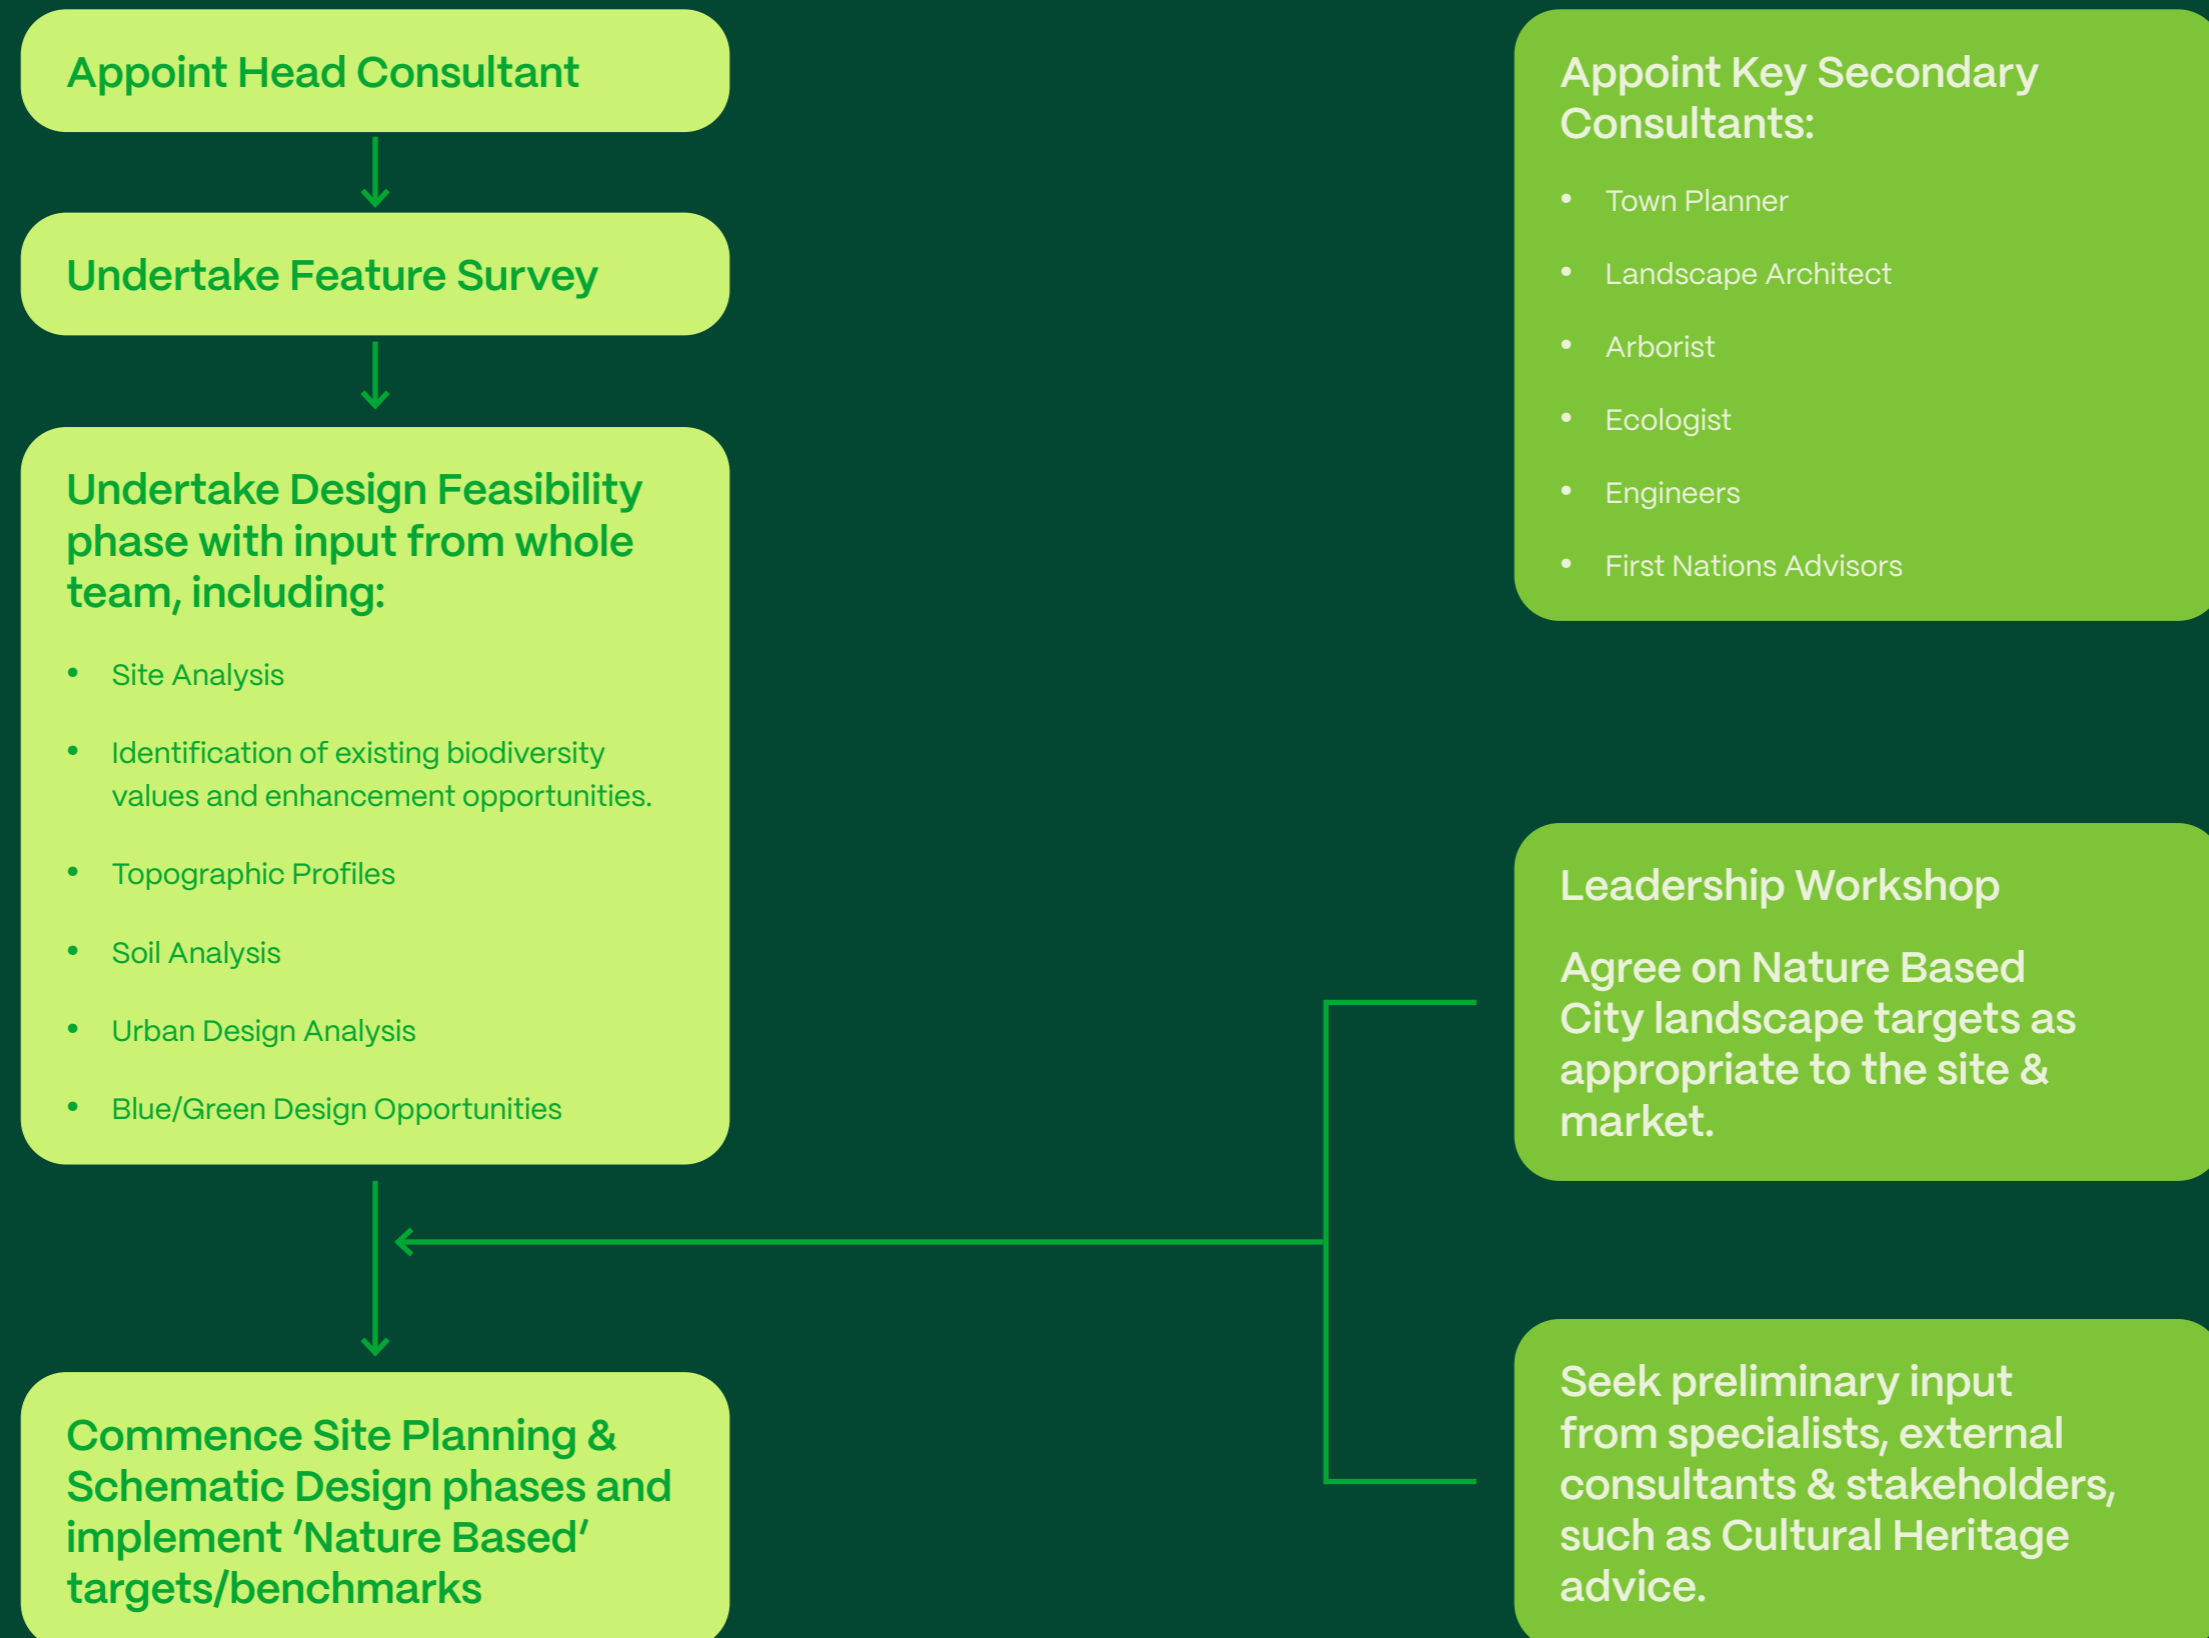 Appoint Head Consultant
Undertake Feature Survey
Undertake Design Feasibility
phase with input from whole
team, including:
• Site Analysis
• Identification of existing biodiversity
values and enhancement opportunities.
• Topographic Profiles
• Soil Analysis
• Urban Design Analysis
• Blue/Green Design Opportunities
Commence Site Planning &
Schematic Design phases and
implement ‘Nature Based’
targets/benchmarks
Appoint Key Secondary
Consultants:
• Town Planner
• Landscape Architect
• Arborist
• Ecologist
• Engineers
• First Nations Advisors
Leadership Workshop
Agree on Nature Based
City landscape targets as
appropriate to the site &
market.
Seek preliminary input
from specialists, external
consultants & stakeholders,
such as Cultural Heritage
advice.